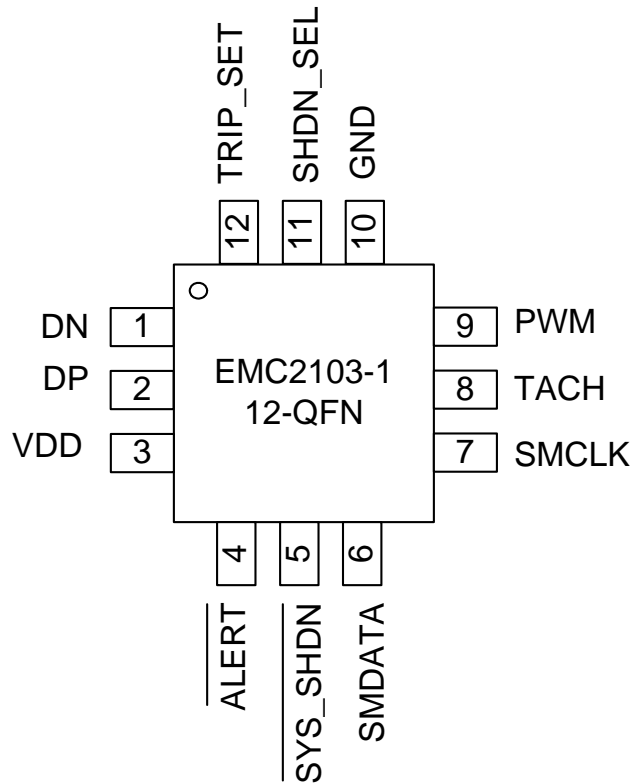 TRIP_SET
SHDN_SEL
GND
12
11
10
DN 1
DP 2
VDD 3
EMC2103-1
12-QFN
9 PWM
8 TACH
7 SMCLK
4
5
6
ALERT
SYS_SHDN
SMDATA